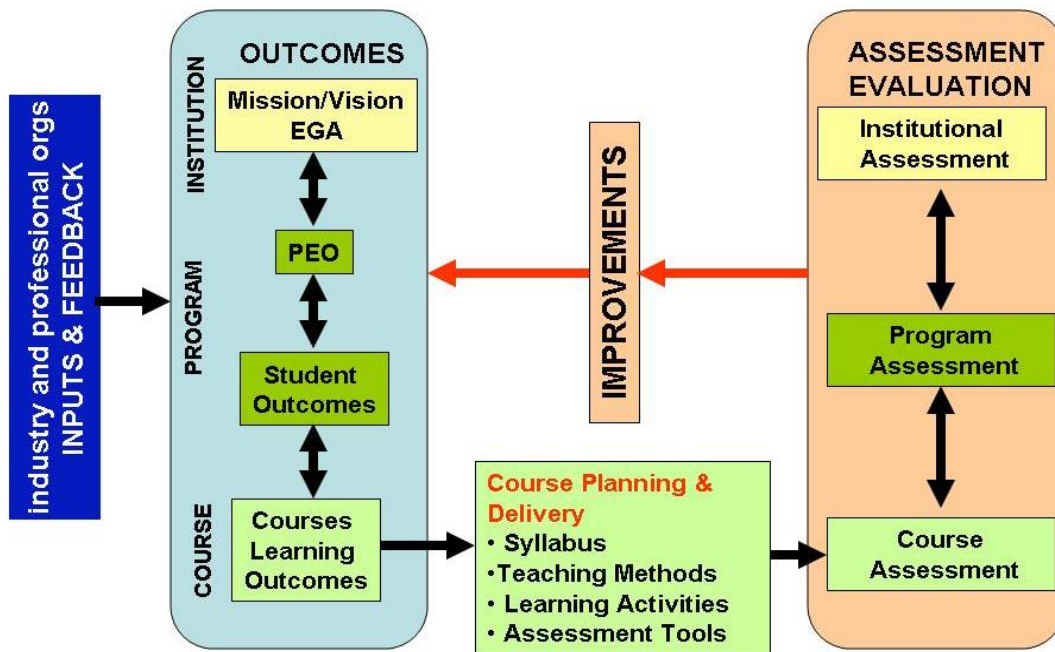 industry and professional orgs
INPUTS & FEEDBACK
OUTCOMES
INSTITUTION
Mission/Vision
EGA
PROGRAM
PEO
Student
Outcomes
COURSE
Courses
Learning
Outcomes
IMPROVEMENTS
Course Planning &
Delivery
• Syllabus
•Teaching Methods
• Learning Activities
• Assessment Tools
ASSESSMENT
EVALUATION
Institutional
Assessment
Program
Assessment
Course
Assessment